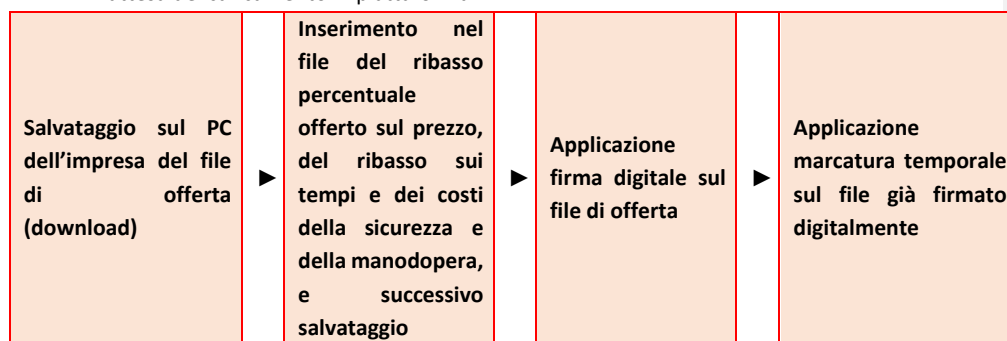 Salvataggio sul PC
dell’impresa del file
di offerta
(download)
►
Inserimento nel
file del ribasso
percentuale
offerto sul prezzo,
del ribasso sui
tempi e dei costi
della sicurezza e
della manodopera,
e successivo
salvataggio
►
Applicazione
firma digitale sul
file di offerta
►
Applicazione
marcatura temporale
sul file già firmato
digitalmente